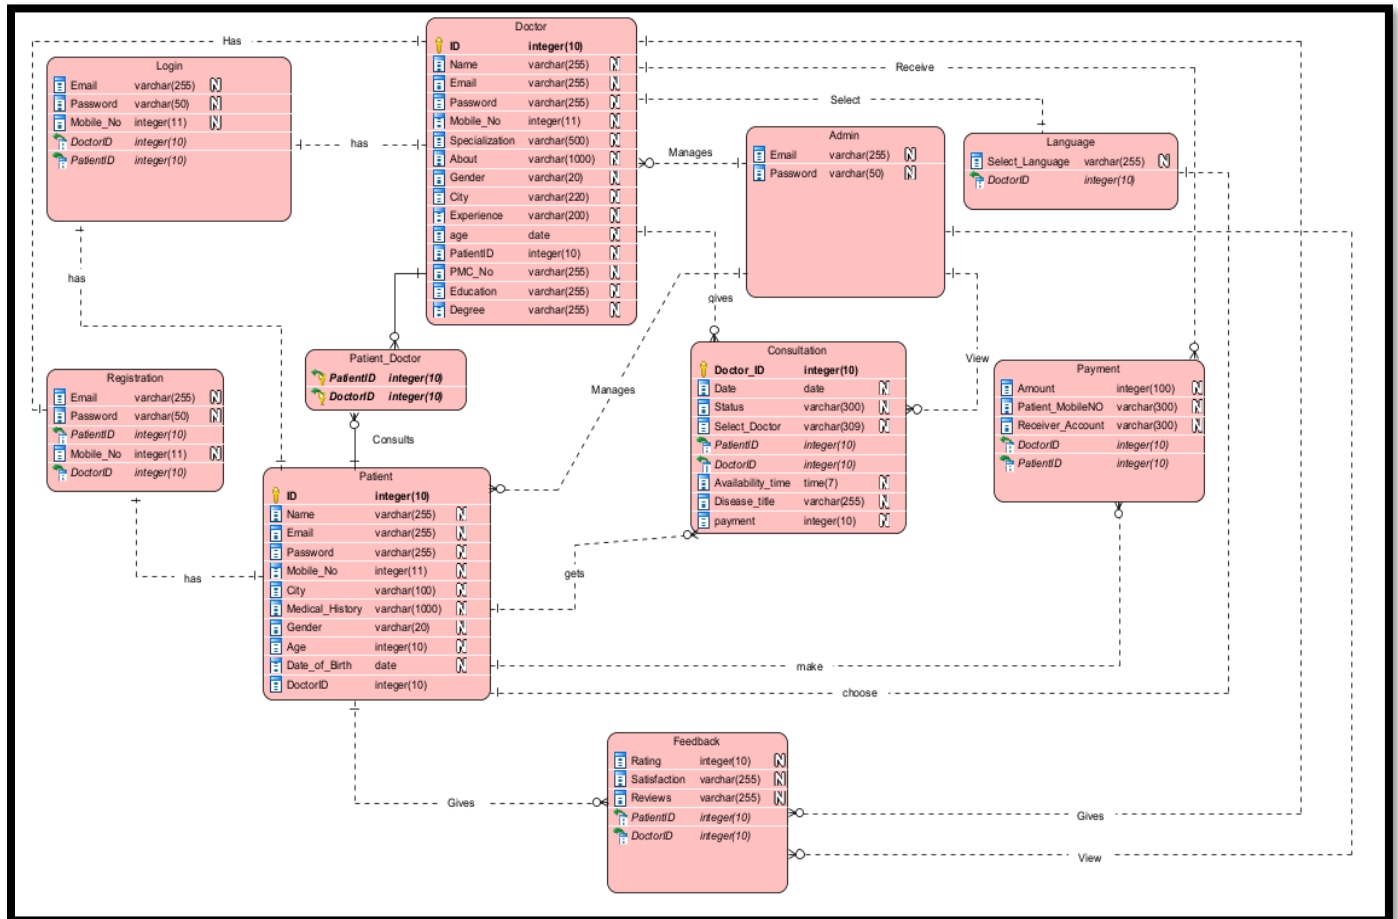 Doctor
ID integer(10)
Name varchar(255) N
Email varchar(255) N
Password varchar(255) N
Mobile_No integer(11) N
Specialization varchar(500) N
About varchar(1000) N
Gender varchar(20) N
City varchar(220) N
Experience varchar(200) N
age date N
PatientID integer(10) N
PMC_No varchar(255) N
Education varchar(255) N
Degree varchar(255) N
Has
Login
Email varchar(255) N
Password varchar(50) N
Mobile_No integer(11) N
DoctorID integer(10)
PatientID integer(10)
has
Receive
Select
Manages
Admin
Email varchar(255) N
Password varchar(50) N
Language
Select_Language varchar(255) N
DoctorID integer(10)
has
gives
View
Manages
Patient_Doctor
PatientID integer(10)
DoctorID integer(10)
Consults
Registration
Email varchar(255) N
Password varchar(50) N
PatientID integer(10)
Mobile_No integer(11) N
DoctorID integer(10)
has
Consultation
Doctor_ID integer(10)
Date date N
Status varchar(300) N
Select_Doctor varchar(309) N
PatientID integer(10)
DoctorID integer(10)
Availability_time time(7) N
Disease_title varchar(255) N
payment integer(10) N
Payment
Amount integer(100) N
Patient_MobileNO varchar(300) N
Receiver_Account varchar(300) N
DoctorID integer(10)
PatientID integer(10)
Patient
ID integer(10)
Name varchar(255) N
Email varchar(255) N
Password varchar(255) N
Mobile_No integer(11) N
City varchar(100) N
Medical_History varchar(1000) N
Gender varchar(20) N
Age integer(10) N
Date_of_Birth date N
DoctorID integer(10)
gets
make
choose
Feedback
Rating integer(10) N
Satisfaction varchar(255) N
Reviews varchar(255) N
PatientID integer(10)
DoctorID integer(10)
Gives
Gives
View